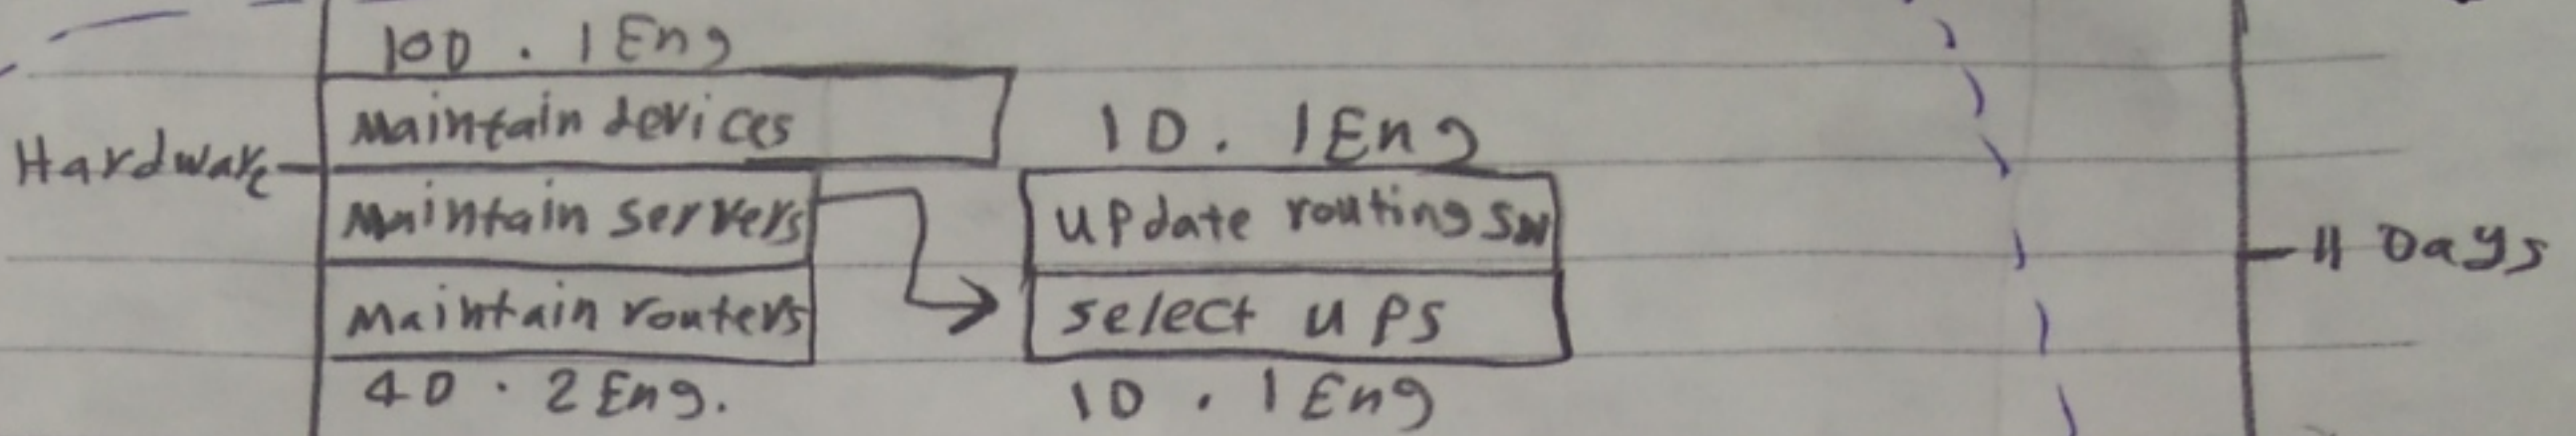 10D . 1 Eng
Maintain devices
10. 1 Eng
Hardware
Maintain servers
update routing sw
11 Days
Maintain routers
select ups
4D . 2 Eng.
1D . 1 Eng